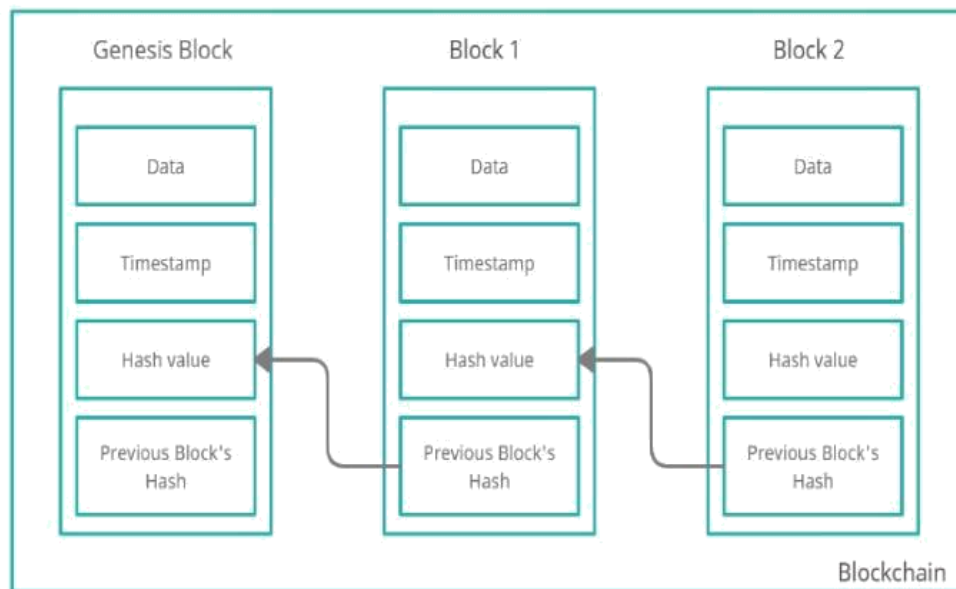 Genesis Block
Data
Timestamp
Hash value
Previous Block's
Hash
Block 1
Data
Timestamp
Hash value
Previous Block's
Hash
Block 2
Data
Timestamp
Hash value
Previous Block's
Hash
Blockchain